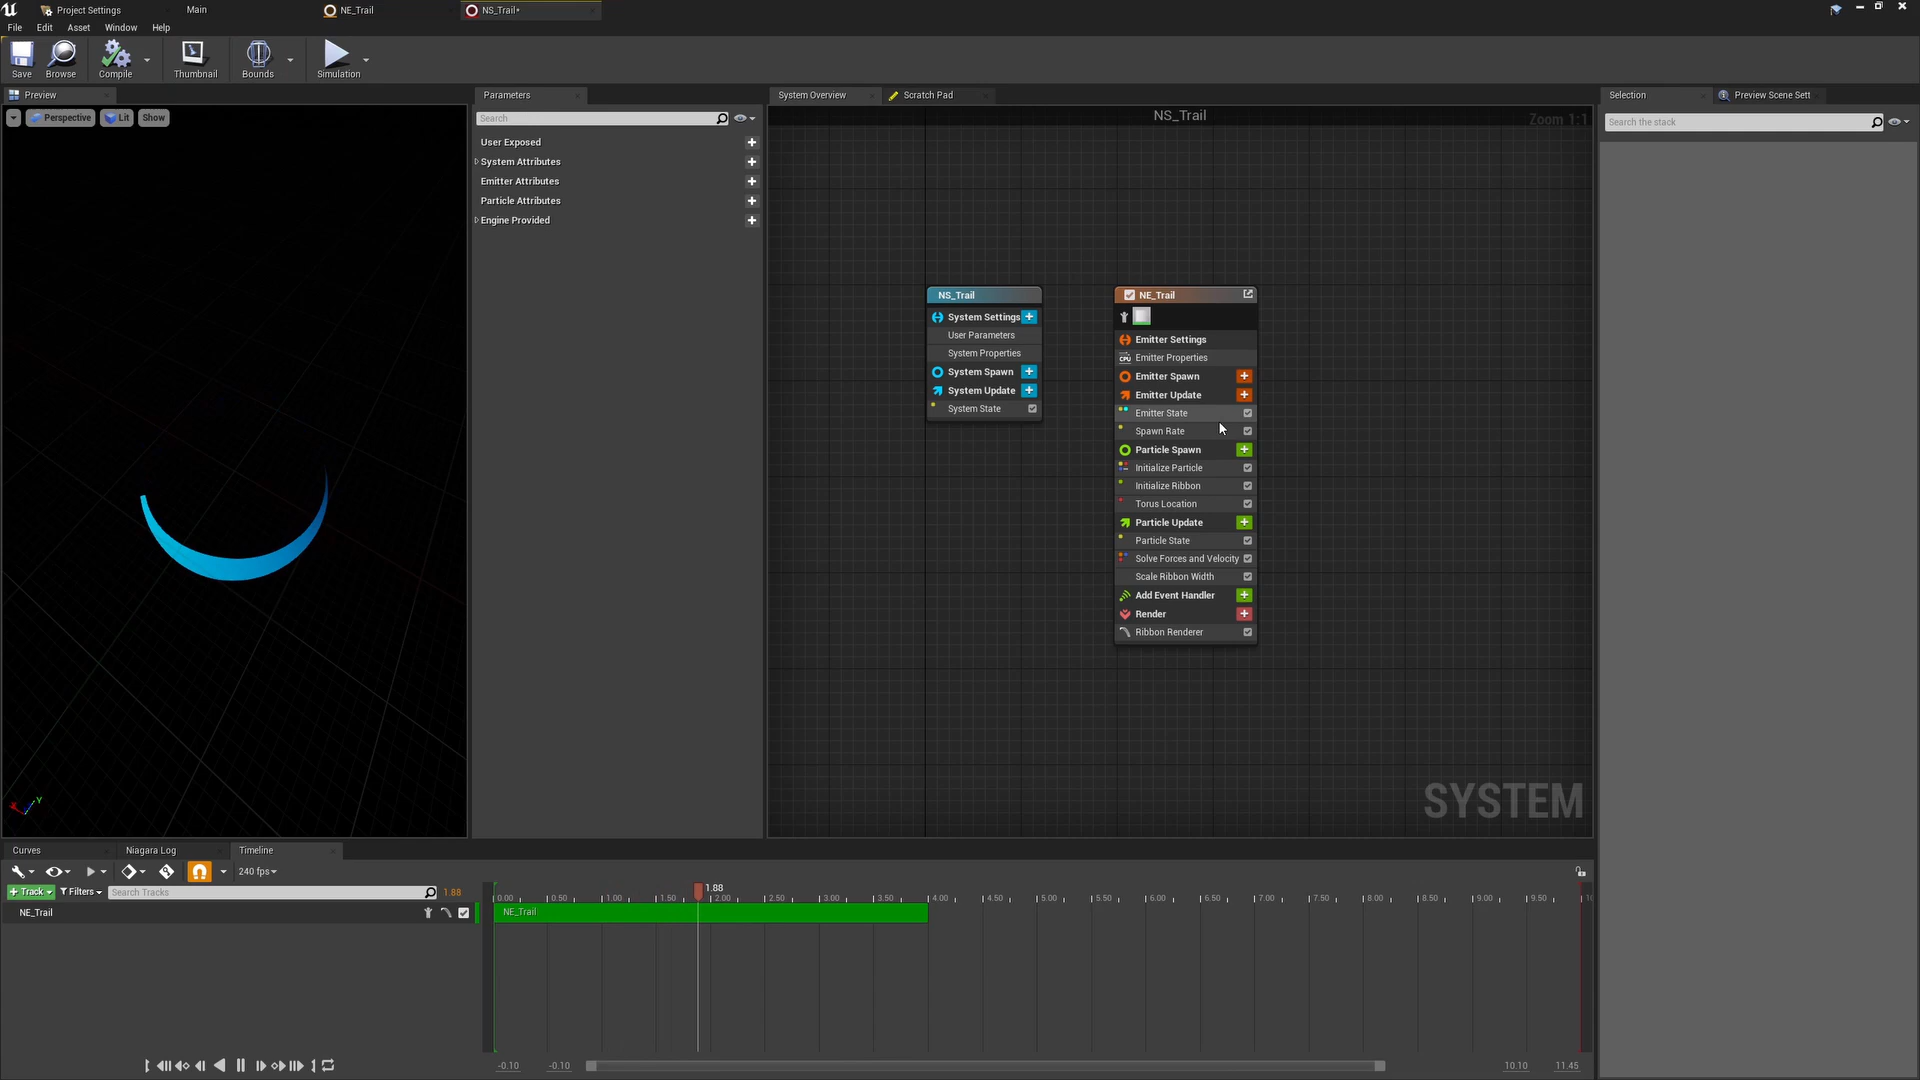 Project Settings
Main
NE_Trail
NS_Trail*
File
Edit
Asset
Window
Help
Save
Browse
Compile
Thumbnail
Bounds
Simulation
Preview
Parameters
System Overview
Scratch Pad
Selection
Preview Scene Sett
Perspective
Lit
Show
Search
NS_Trail
Zoom 1:1
Search the stack
User Exposed
System Attributes
Emitter Attributes
Particle Attributes
Engine Provided
NS_Trail
System Settings
User Parameters
System Properties
System Spawn
System Update
System State
NE_Trail
Emitter Settings
CPU
Emitter Properties
Emitter Spawn
Emitter Update
Emitter State
Spawn Rate
Particle Spawn
Initialize Particle
Initialize Ribbon
Torus Location
Particle Update
Particle State
Solve Forces and Velocity
Scale Ribbon Width
Add Event Handler
Render
Ribbon Renderer
SYSTEM
Y
Curves
Niagara Log
Timeline
240 fps
+ Track
Filters
Search Tracks
1.88
1.88
0.00 0.50 1.00 1.50 2.00 2.50 3.00 3.50 4.00 4.50 5.00 5.50 6.00 6.50 7.00 7.50 8.00 8.50 9.00 9.50 10
NE_Trail
NE_Trail
-0.10
-0.10
10.10
11.45